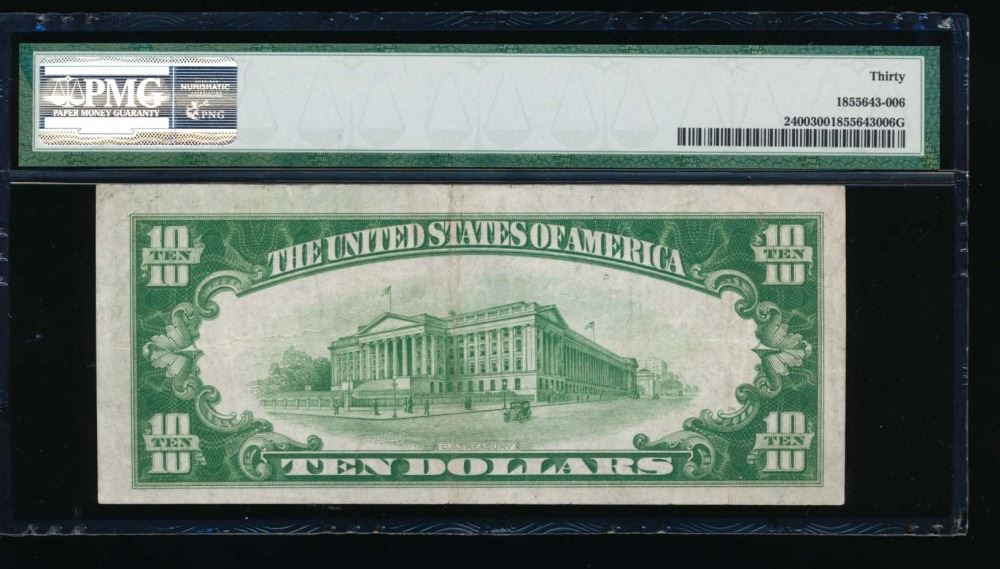 PMG
PAPER MONEY GUARANTY
NUMISMATIC
PNG
Thirty
1855643-006
24003001855643006G
10
TEN
10
THE UNITED STATES OF AMERICA
10
TEN
10
U.S. TREASURY
10
TEN
10
TEN DOLLARS
10
TEN
10